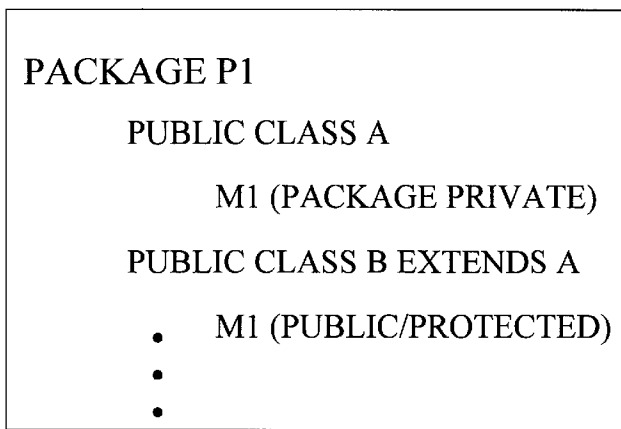 PACKAGE P1
PUBLIC CLASS A
M1 (PACKAGE PRIVATE)
PUBLIC CLASS B EXTENDS A
M1 (PUBLIC/PROTECTED)